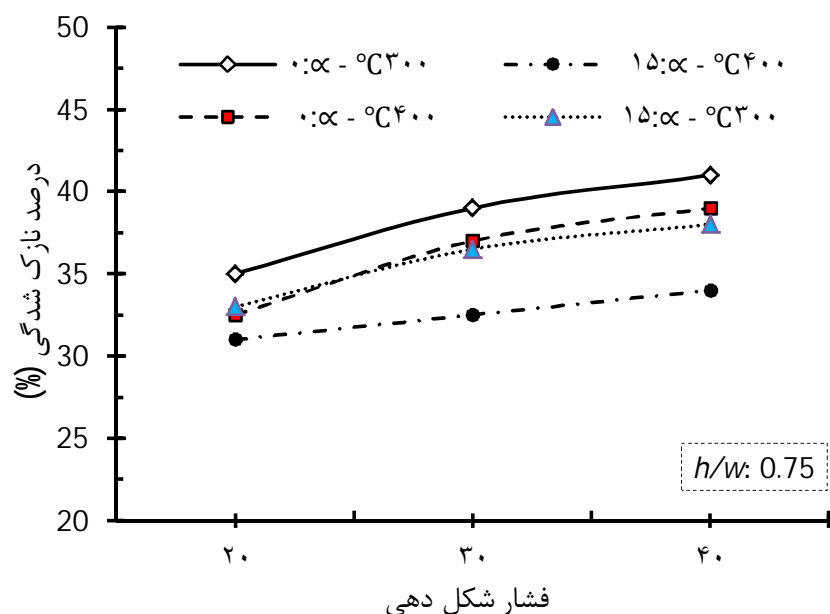 50
۰:∝ - °C۳۰۰
۱۵:∝ - °C۴۰۰
45
۰:∝ - °C۴۰۰
۱۵:∝ - °C۳۰۰
40
35
30
25
20
درصد نازک شدگی (%)
h/w: 0.75
۲۰
۳۰
۴۰
فشار شکل دهی